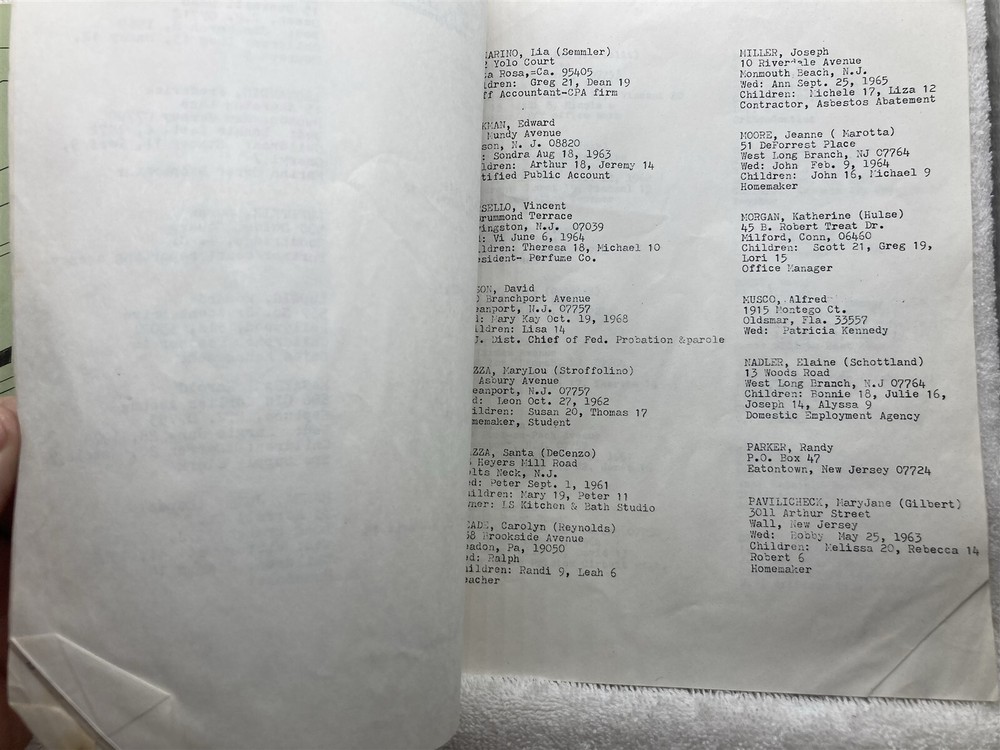 ARINO, Lia (Semmler)
Yolo Court
a Rosa,=Ca. 95405
dren: Greg 21, Dean 19
ff Accountant-CPA firm
KMAN, Edward
Mundy Avenue
son, N. J. 08820
: Sondra Aug 18, 1963
ldren: Arthur 18, Jeremy 14
tified Public Account
SELLO, Vincent
rummond Terrace
ingston, N.J. 07039
: Vi June 6, 1964
ldren: Theresa 18, Michael 10
esident- Perfume Co.
SON, David
Branchport Avenue
eanport, N.J. 07757
: Mary Kay Oct. 19, 1968
ildren: Lisa 14
J. Dist. Chief of Fed. Probation &parole
ZZA, MaryLou (Stroffolino)
Asbury Avenue
eanport, N.J. 07757
d: Leon Oct. 27, 1962
ildren: Susan 20, Thomas 17
memaker, Student
ZZA, Santa (DeCenzo)
Heyers Mill Road
lts Neck, N.J.
d: Peter Sept. 1, 1961
ildren: Mary 19, Peter 11
ner: LS Kitchen & Bath Studio
EADE, Carolyn (Reynolds)
58 Brookside Avenue
eadon, Pa, 19050
ed: Ralph
ildren: Randi 9, Leah 6
eacher
MILLER, Joseph
10 Riverdale Avenue
Monmouth Beach, N.J.
Wed: Ann Sept. 25, 1965
Children: Michele 17, Liza 12
Contractor, Asbestos Abatement
MOORE, Jeanne ( Marotta)
51 DeForrest Place
West Long Branch, NJ 07764
Wed: John Feb. 9, 1964
Children: John 16, Michael 9
Homemaker
MORGAN, Katherine (Hulse)
45 B. Robert Treat Dr.
Milford, Conn, 06460
Children: Scott 21, Greg 19,
Lori 15
Office Manager
MUSCO, Alfred
1915 Montego Ct.
Oldsmar, Fla. 33557
Wed: Patricia Kennedy
NADLER, Elaine (Schottland)
13 Woods Road
West Long Branch, N.J 07764
Children: Bonnie 18, Julie 16,
Joseph 14, Alyssa 9
Domestic Employment Agency
PARKER, Randy
P.O. Box 47
Eatontown, New Jersey 07724
PAVILICHECK, MaryJane (Gilbert)
3011 Arthur Street
Wall, New Jersey
Wed: Bobby May 25, 1963
Children: Melissa 20, Rebecca 14
Robert 6
Homemaker